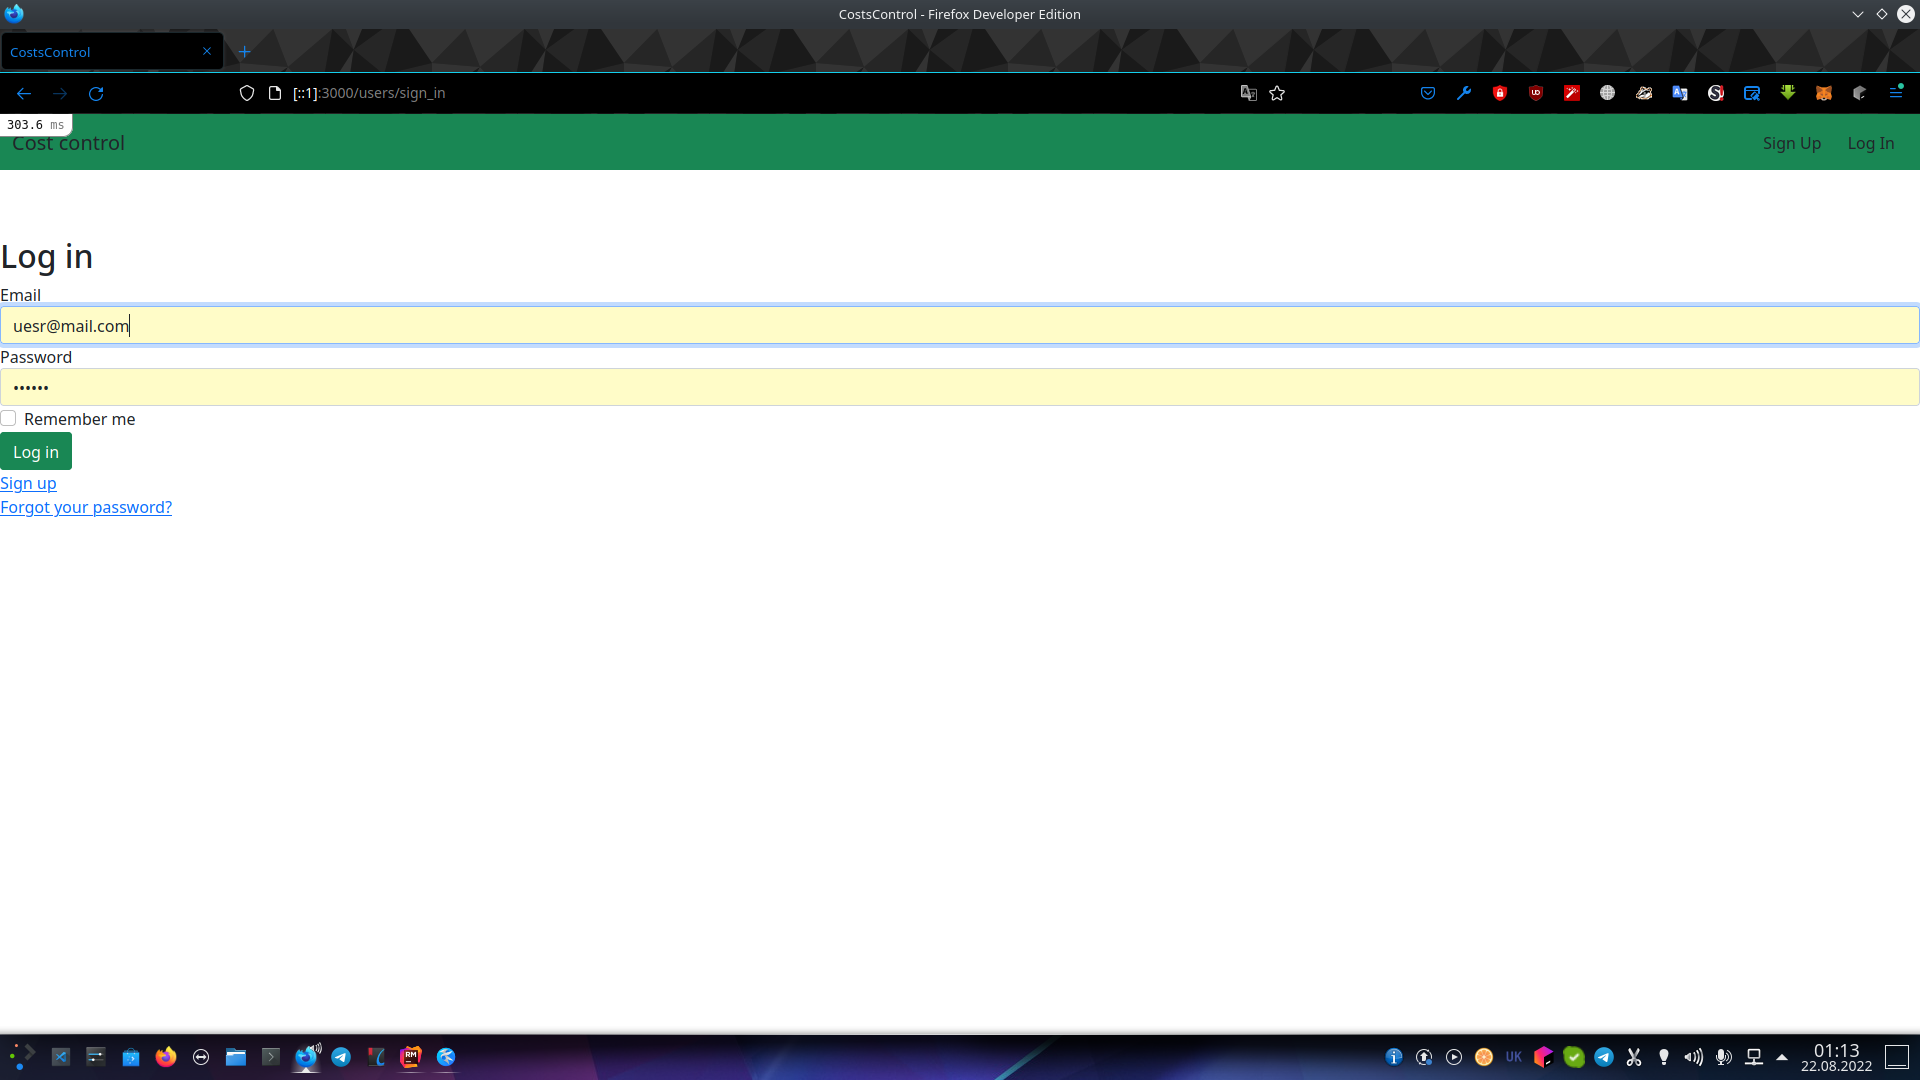 CostsControl - Firefox Developer Edition
CostsControl
[::1]:3000/users/sign_in
303.6 ms
Cost control
Sign Up
Log In
Log in
Email
uesr@mail.com
Password
••••••
Remember me
Log in
Sign up
Forgot your password?
RM
UK
01:13
22.08.2022